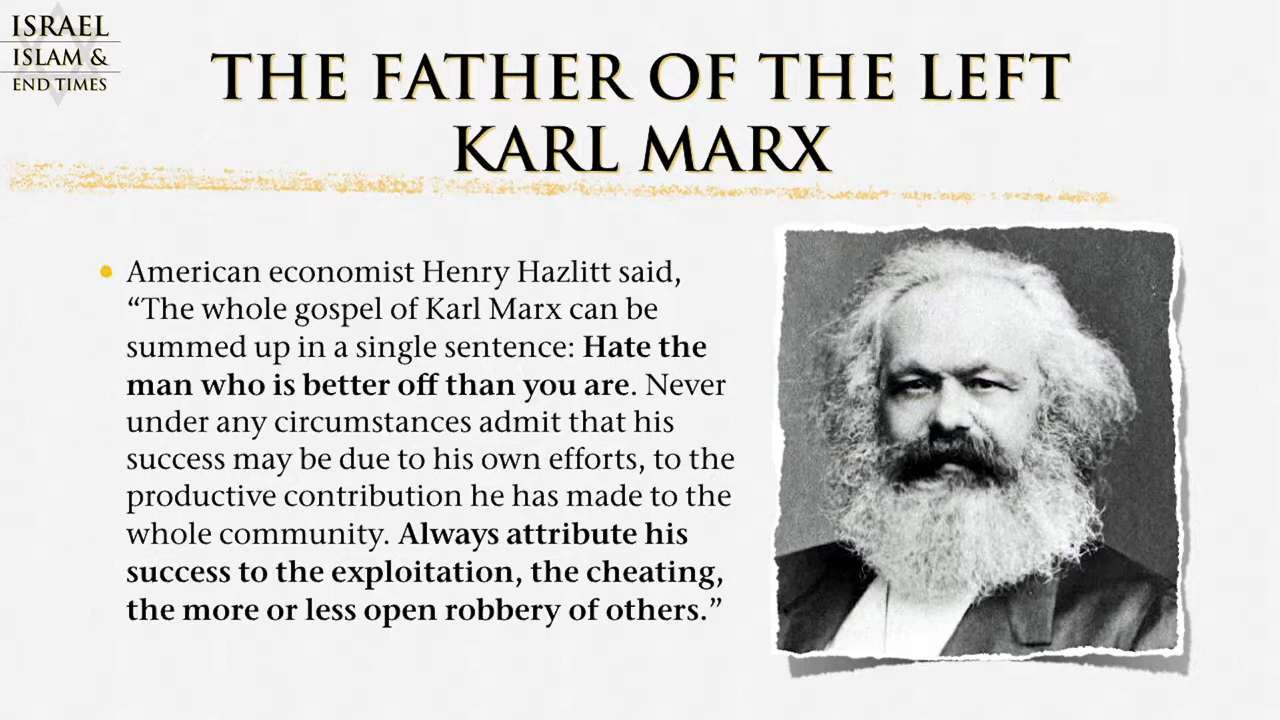 ISRAEL
ISLAM &
END TIMES
THE FATHER OF THE LEFT
KARL MARX
• American economist Henry Hazlitt said,
“The whole gospel of Karl Marx can be
summed up in a single sentence: Hate the
man who is better off than you are. Never
under any circumstances admit that his
success may be due to his own efforts, to the
productive contribution he has made to the
whole community. Always attribute his
success to the exploitation, the cheating,
the more or less open robbery of others.”